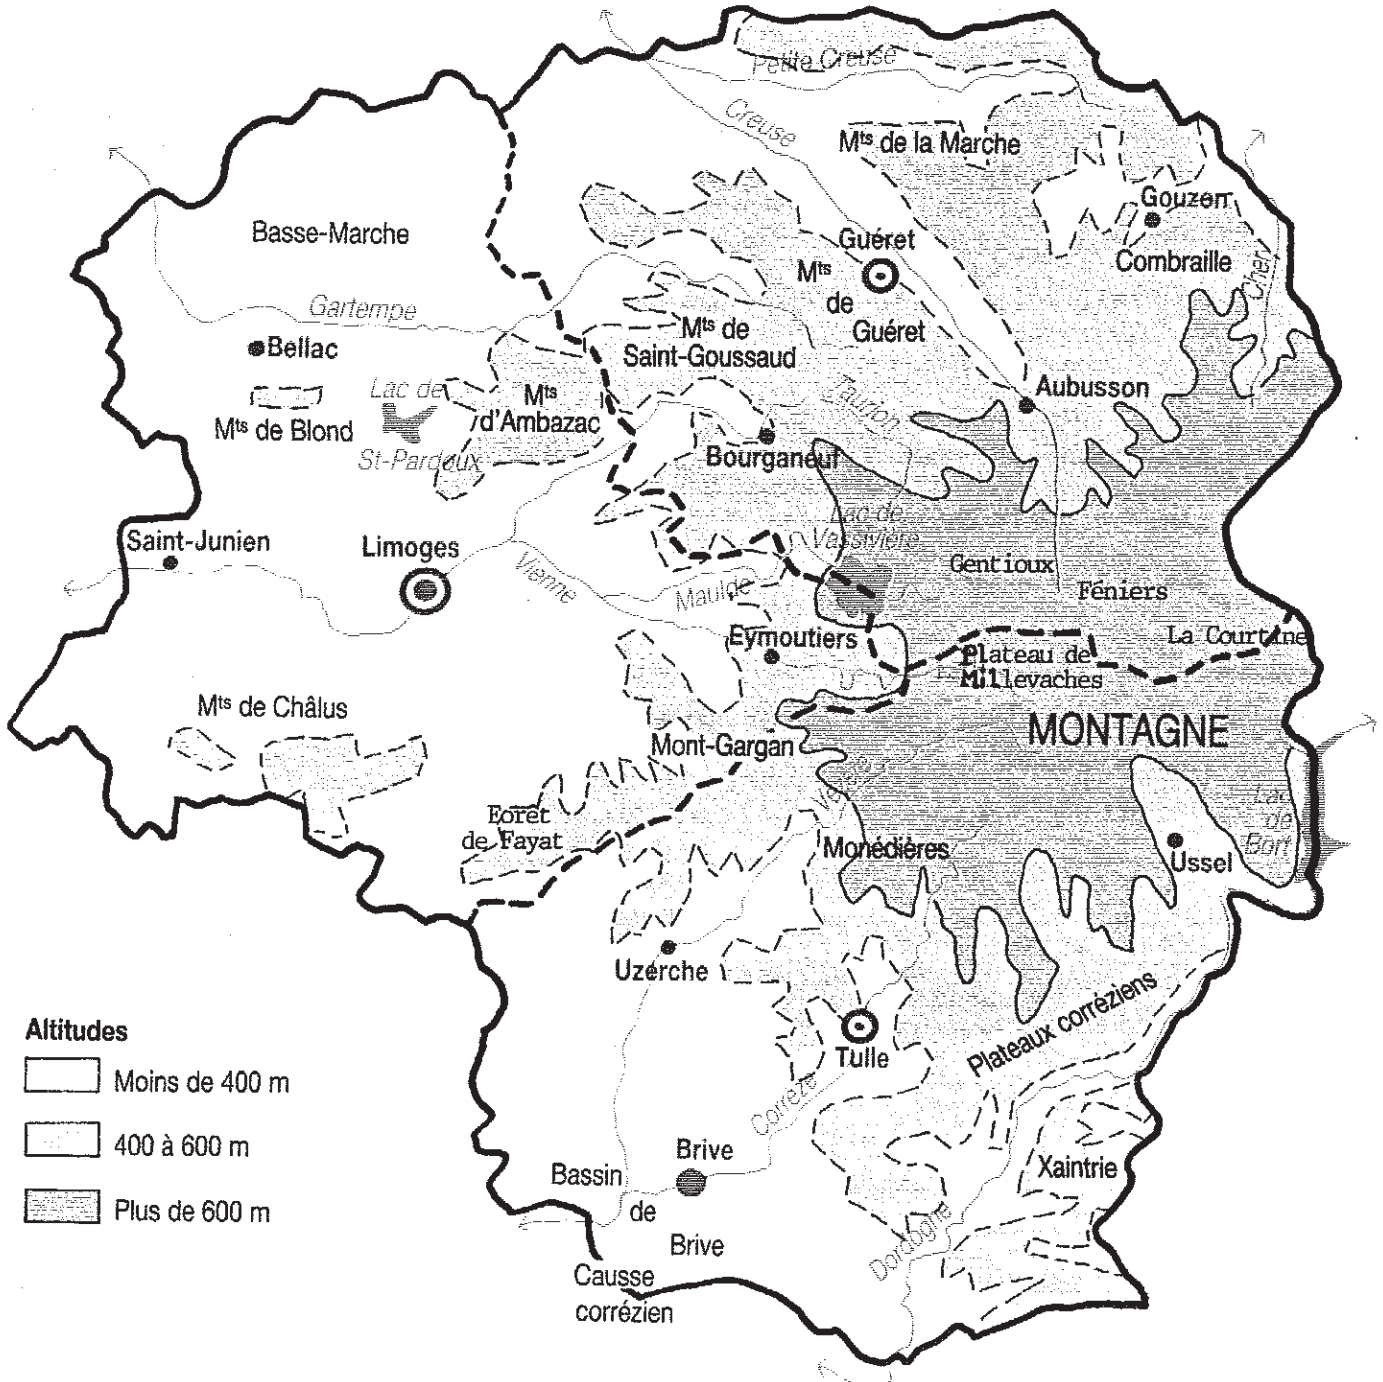 Petite Creuse
Creuse
Mts de la Marche
Gouzon
Basse-Marche
Guéret
Combraille
Cher
Mts
de
Guéret
Gartempe
Mts de
Saint-Goussaud
Bellac
Aubusson
Lac de
St-Pardoux
Mts
d'Ambazac
Taurion
Mts de Blond
Bourganeuf
Lac de
Vassivière
Saint-Junien
Limoges
Vienne
Gentioux
Maulde
Féniers
Eymoutiers
La Courtine
Plateau de
Millevaches
Mts de Châlus
MONTAGNE
Mont-Gargan
Lac
de
Bort
Foret
de Fayat
Monédières
Ussel
Uzerche
Plateaux corréziens
Altitudes
Tulle
Moins de 400 m
Corrèze
400 à 600 m
Brive
Xaintrie
Bassin
de
Brive
Plus de 600 m
Dordogne
Causse
corrézien